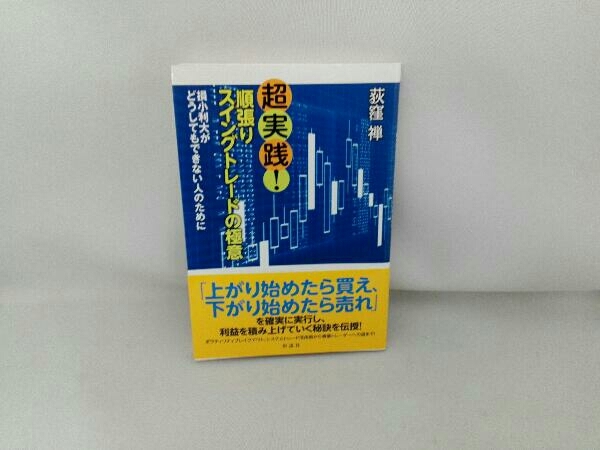 荻窪 禅
超実践!
順張り
スイングトレードの極意
損小利大が
どうしてもできない人のために
「上がり始めたら買え、
下がり始めたら売れ」
を確実に実行し、
利益を積み上げていく秘訣を伝授!